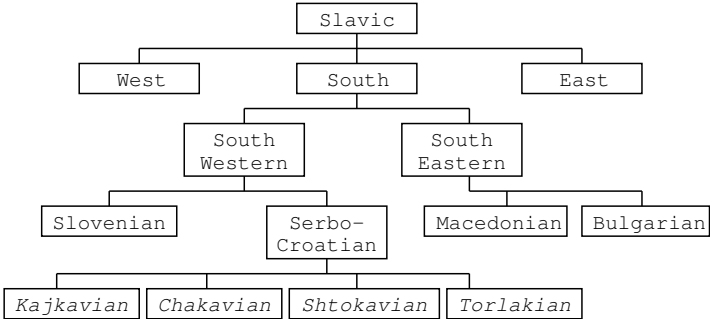 Slavic
West
South
East
South
Western
South
Eastern
Slovenian
Serbo-
Croatian
Macedonian
Bulgarian
Kajkavian
Chakavian
Shtokavian
Torlakian